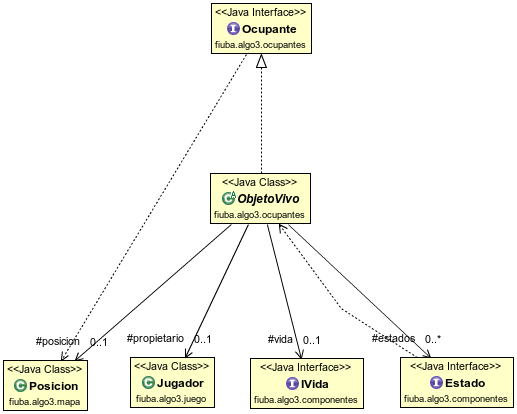 <<Java Interface>>
I Ocupante
fiuba.algo3.ocupantes
<<Java Class>>
C A ObjetoVivo
fiuba.algo3.ocupantes
#posicion 0..1
#propietario 0..1
#vida 0..1
#estados 0..*
<<Java Class>>
C Posicion
fiuba.algo3.mapa
<<Java Class>>
C Jugador
fiuba.algo3.juego
<<Java Interface>>
I IVida
fiuba.algo3.componentes
<<Java Interface>>
I Estado
fiuba.algo3.componentes